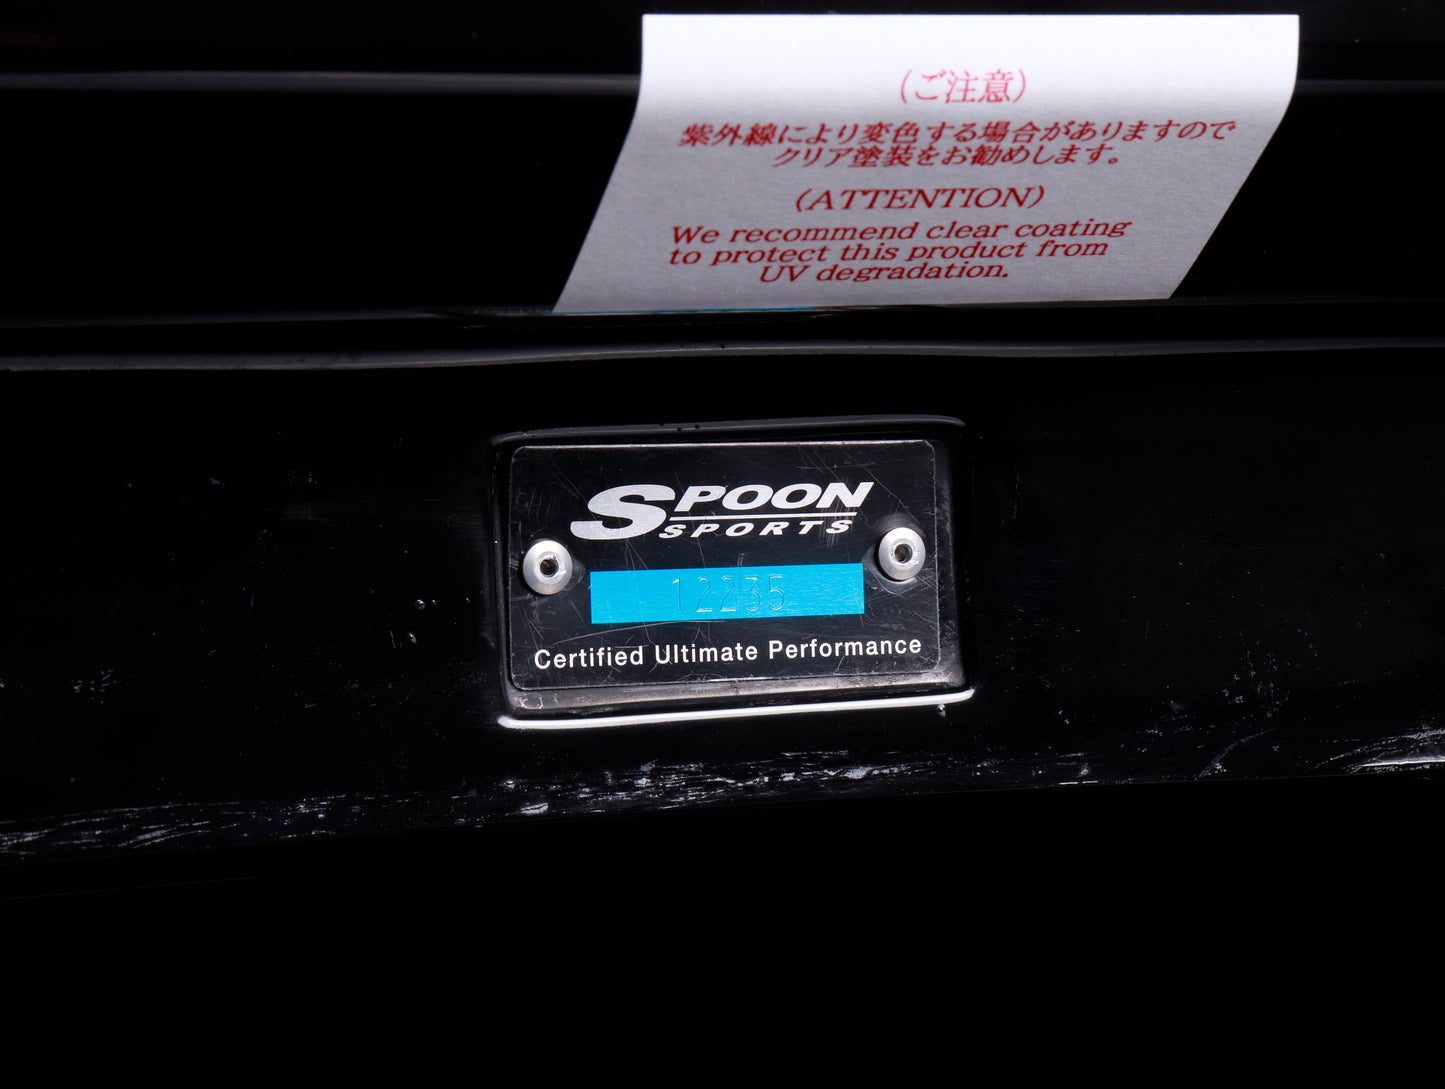 (ご注意)
紫外線により変色する場合がありますので
クリア塗装をお勧めします。
(ATTENTION)
We recommend clear coating
to protect this product from
UV degradation.
SPOON
SPORTS
12235
Certified Ultimate Performance